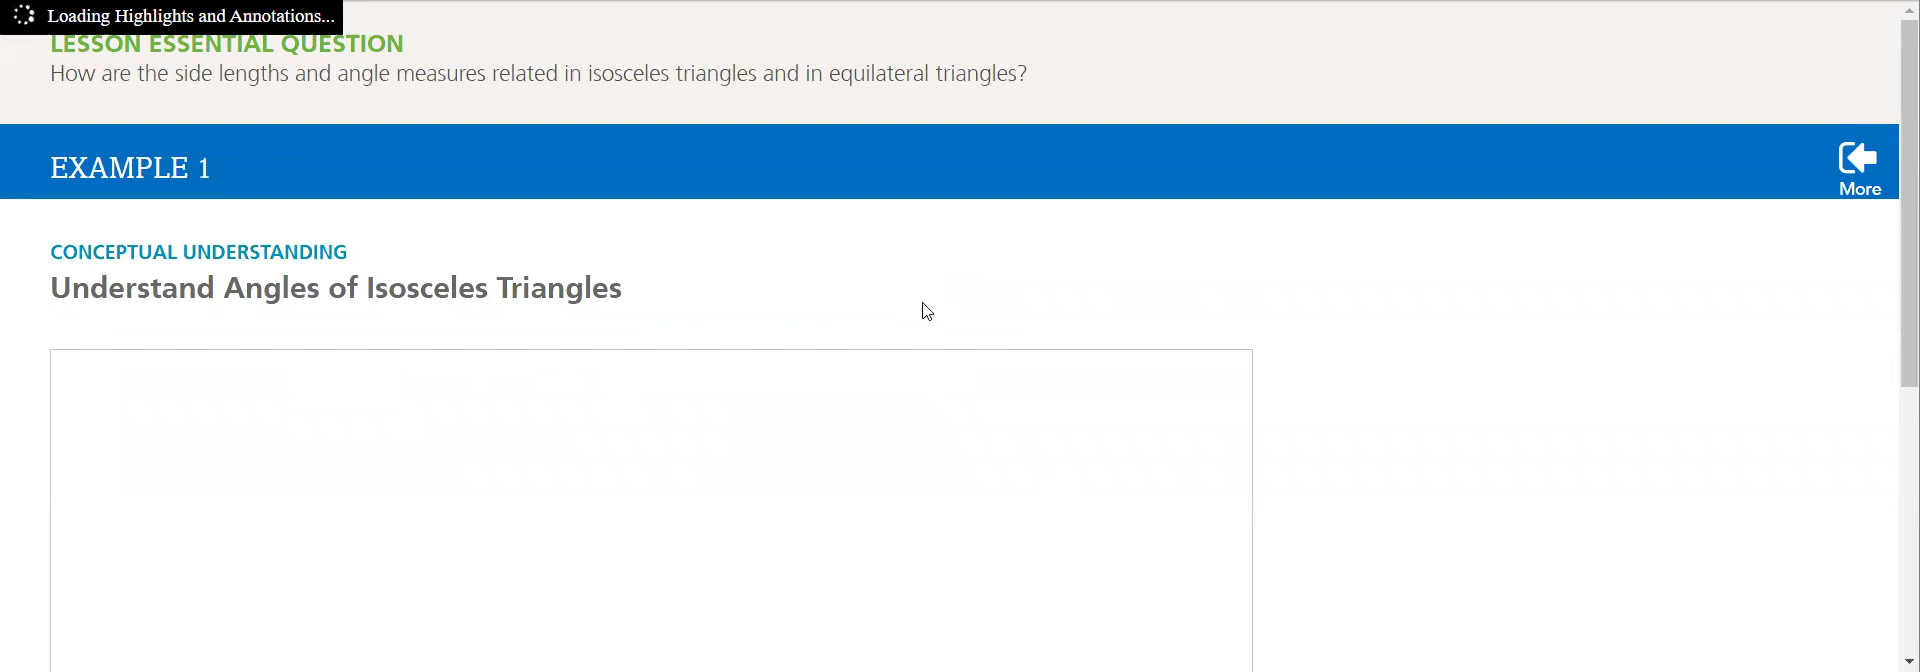 Loading Highlights and Annotations...
LESSON ESSENTIAL QUESTION
How are the side lengths and angle measures related in isosceles triangles and in equilateral triangles?
EXAMPLE 1
More
CONCEPTUAL UNDERSTANDING
Understand Angles of Isosceles Triangles